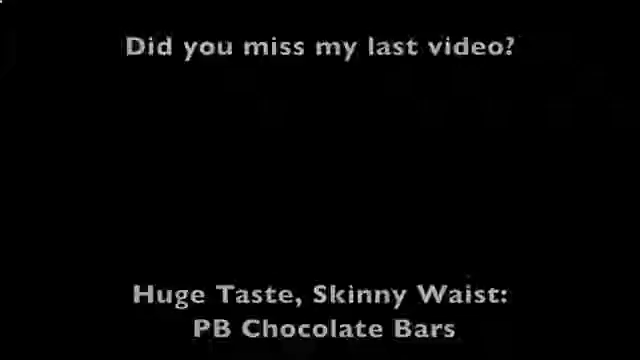 Did you miss my last video?
Huge Taste, Skinny Waist:
PB Chocolate Bars